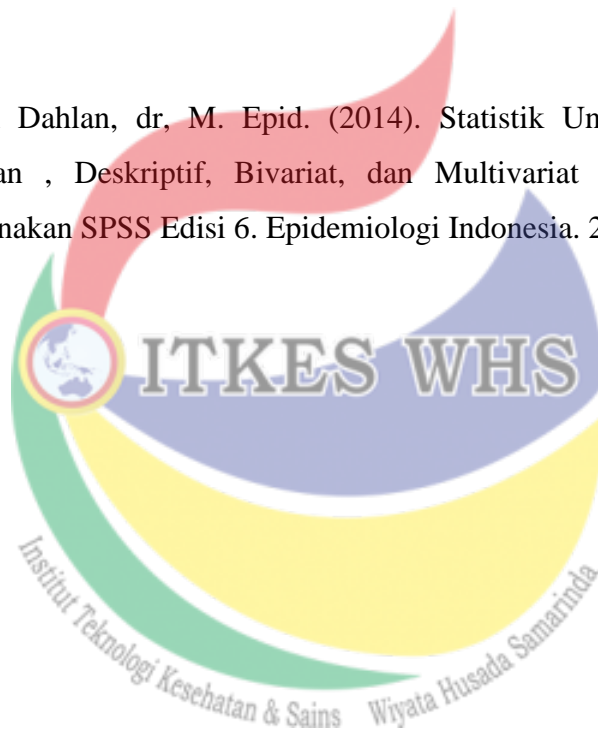 Dahlan, dr, M. Epid. (2014). Statistik Un
an , Deskriptif, Bivariat, dan Multivariat
nakan SPSS Edisi 6. Epidemiologi Indonesia. 2
ITKES WHS
Institut Teknologi Kesehatan & Sains Wiyata Husada Samarinda